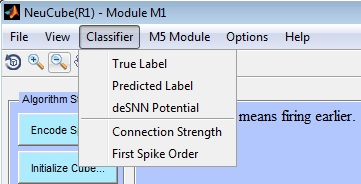 NeuCube(R1) - Module M1
File View Classifier M5 Module Options Help
True Label
Predicted Label
deSNN Potential
Connection Strength
First Spike Order
Algorithm
means firing earlier.
Encode
Initialize Cube...